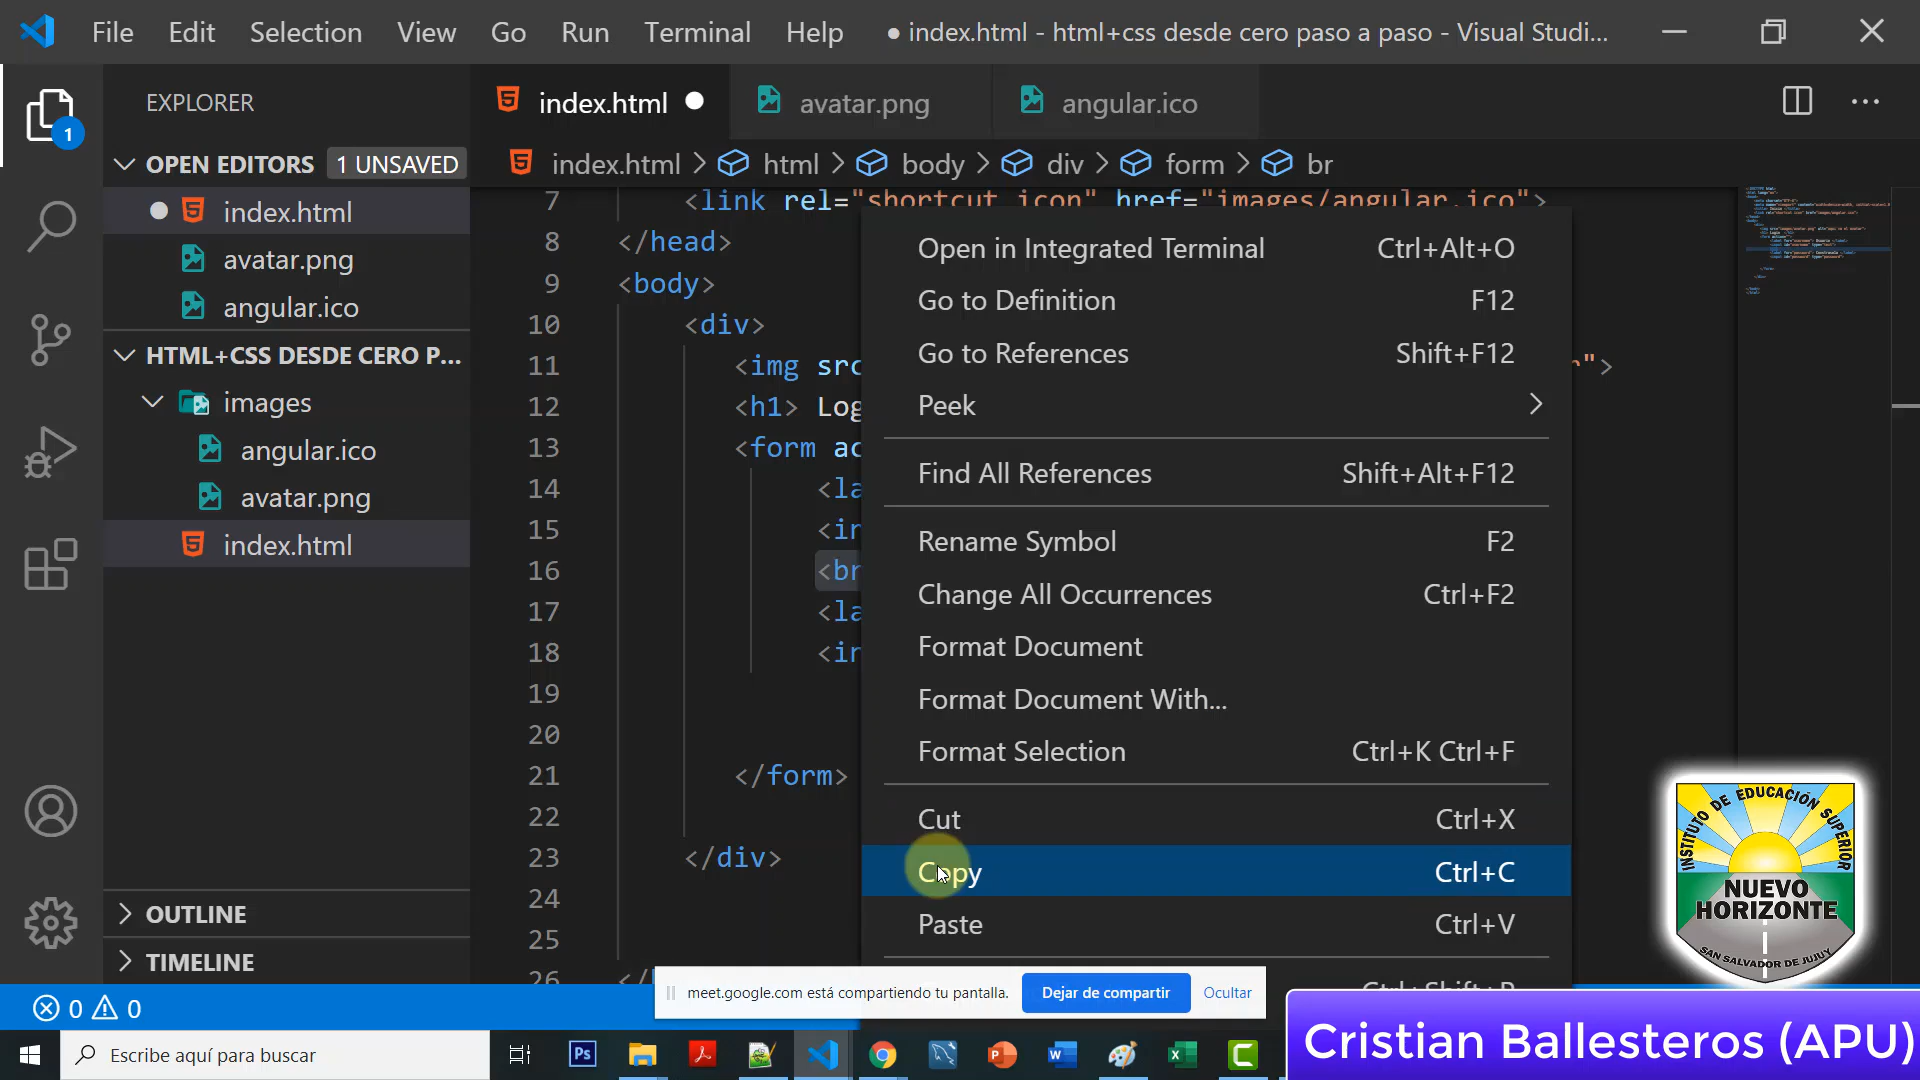 File Edit Selection View Go Run Terminal Help ● index.html - html+css desde cero paso a paso - Visual Studi...
EXPLORER
index.html avatar.png angular.ico
OPEN EDITORS 1 UNSAVED
index.html > html > body > div > form > br
1
index.html
avatar.png
angular.ico
HTML+CSS DESDE CERO P...
images
angular.ico
avatar.png
index.html
OUTLINE
TIMELINE
7 <link rel="shortcut icon" href="images/angular.ico">
8 </head>
9 <body>
10 <div>
11 <img src r">
12 <h1> Log
13 <form ac
14 <la
15 <in
16 <br
17 <la
18 <in
19
20
21 </form>
22
23 </div>
24
25
26 </
Open in Integrated Terminal Ctrl+Alt+O
Go to Definition F12
Go to References Shift+F12
Peek
Find All References Shift+Alt+F12
Rename Symbol F2
Change All Occurrences Ctrl+F2
Format Document
Format Document With...
Format Selection Ctrl+K Ctrl+F
Cut Ctrl+X
Copy Ctrl+C
Paste Ctrl+V
Ctrl+Shift+P
INSTITUTO DE EDUCACIÓN SUPERIOR
NUEVO
HORIZONTE
SAN SALVADOR DE JUJUY
meet.google.com está compartiendo tu pantalla. Dejar de compartir Ocultar
0 0
Escribe aquí para buscar
Cristian Ballesteros (APU)